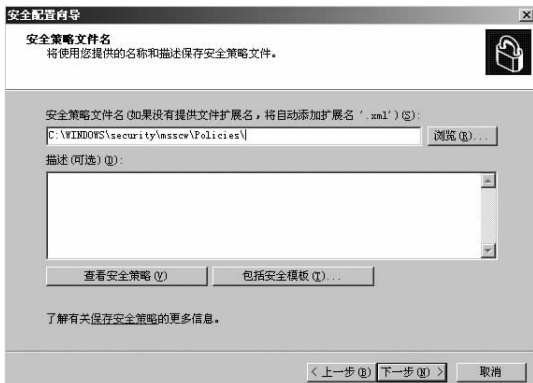 安全配置向导
安全策略文件名
将使用您提供的名称和描述保存安全策略文件。
安全策略文件名(如果没有提供文件扩展名，将自动添加扩展名 '.xml')(S):
C:\WINDOWS\security\msscw\Policies\
浏览(R)...
描述(可选)(D):
查看安全策略(V)
包括安全模板(T)...
了解有关保存安全策略的更多信息。
< 上一步(B)
下一步(N) >
取消